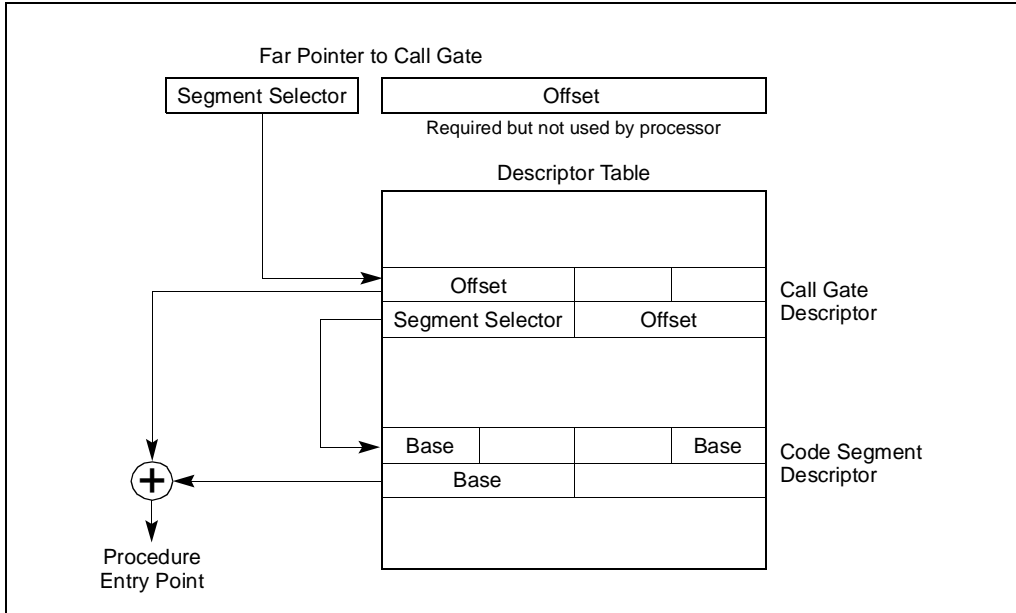 Far Pointer to Call Gate
Segment Selector
Offset
Required but not used by processor
Descriptor Table
Offset
Call Gate
Descriptor
Segment Selector
Offset
Base
Base
Code Segment
Descriptor
Base
Procedure
Entry Point